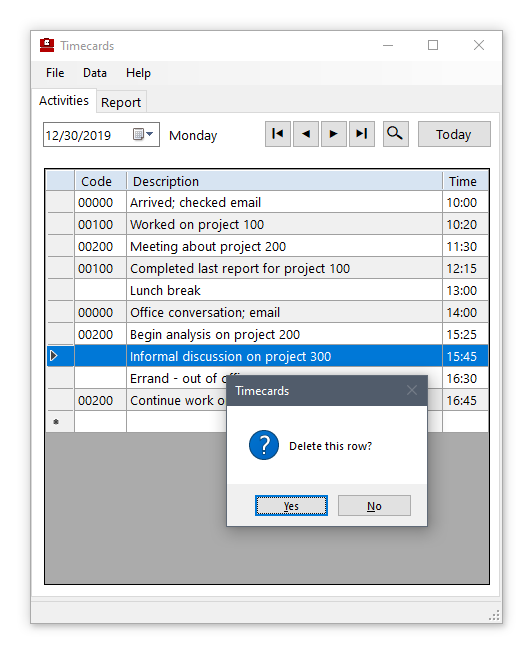 Timecards
File Data Help
Activities Report
12/30/2019 Monday Today
Code Description Time
00000 Arrived; checked email 10:00
00100 Worked on project 100 10:20
00200 Meeting about project 200 11:30
00100 Completed last report for project 100 12:15
Lunch break 13:00
00000 Office conversation; email 14:00
00200 Begin analysis on project 200 15:25
Informal discussion on project 300 15:45
Errand - out of 16:30
00200 Continue work 16:45
*
Timecards
Delete this row?
Yes No